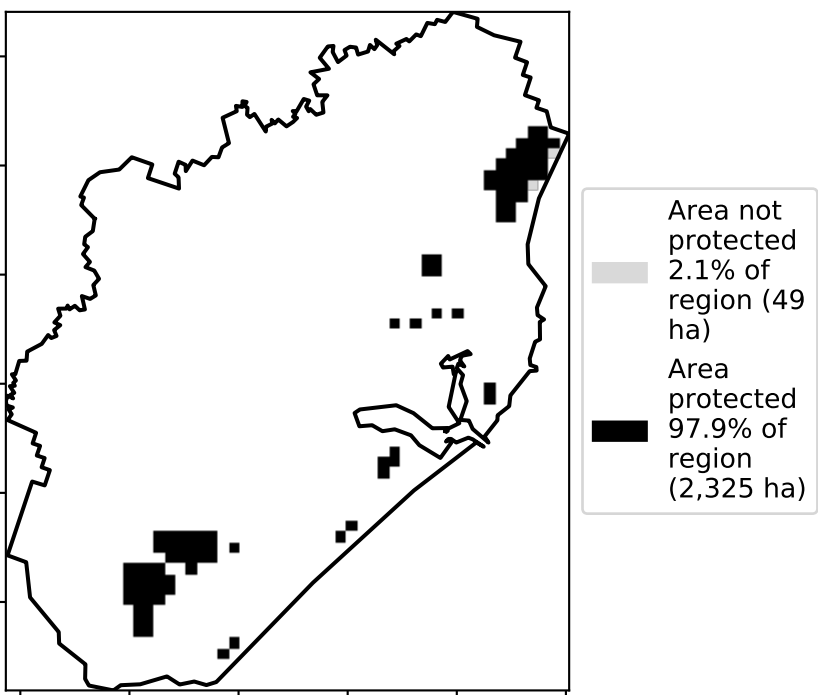 Area not
protected
2.1% of
region (49
ha)
Area
protected
97.9% of
region
(2,325 ha)